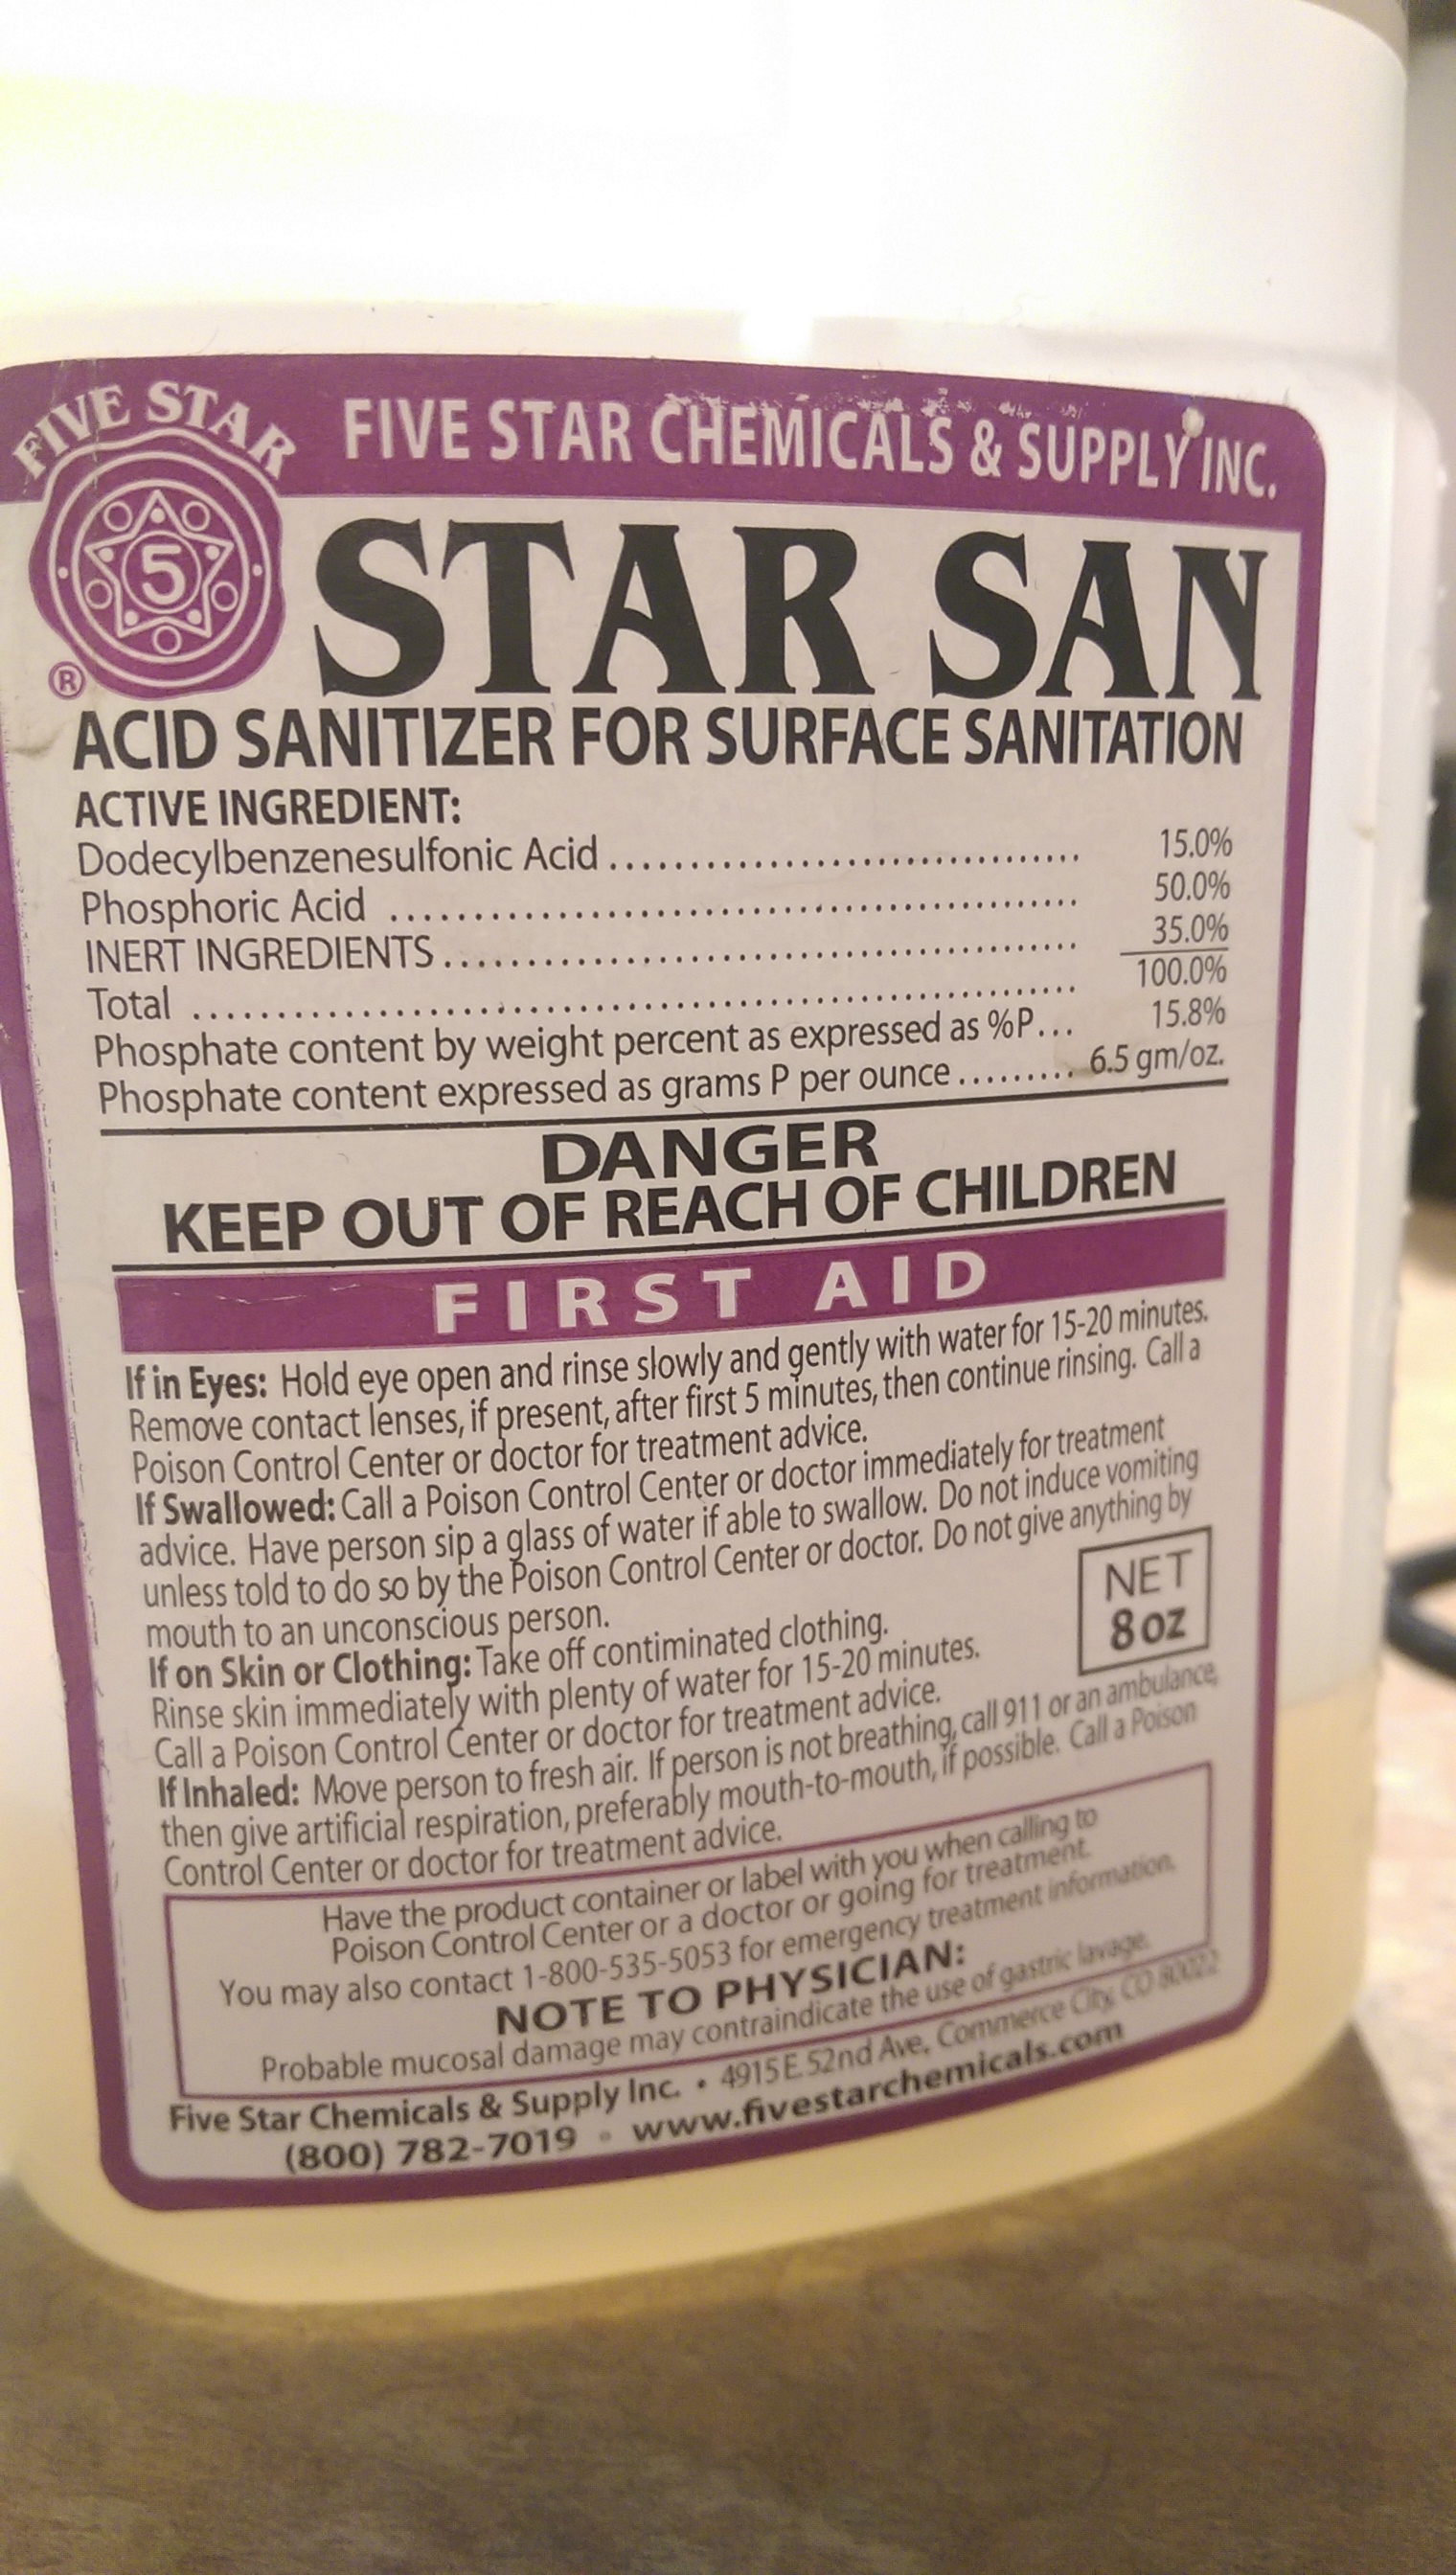 FIVE STAR
5
®
FIVE STAR CHEMICALS & SUPPLY INC.
STAR SAN
ACID SANITIZER FOR SURFACE SANITATION
ACTIVE INGREDIENT:
Dodecylbenzenesulfonic Acid .................................. 15.0%
Phosphoric Acid .................................................. 50.0%
INERT INGREDIENTS ............................................. 35.0%
Total ................................................................ 100.0%
Phosphate content by weight percent as expressed as %P... 15.8%
Phosphate content expressed as grams P per ounce ......... 6.5 gm/oz.
DANGER
KEEP OUT OF REACH OF CHILDREN
FIRST AID
If in Eyes: Hold eye open and rinse slowly and gently with water for 15-20 minutes.
Remove contact lenses, if present, after first 5 minutes, then continue rinsing. Call a
Poison Control Center or doctor for treatment advice.
If Swallowed: Call a Poison Control Center or doctor immediately for treatment
advice. Have person sip a glass of water if able to swallow. Do not induce vomiting
unless told to do so by the Poison Control Center or doctor. Do not give anything by
mouth to an unconscious person.
If on Skin or Clothing: Take off contiminated clothing.
Rinse skin immediately with plenty of water for 15-20 minutes.
Call a Poison Control Center or doctor for treatment advice.
NET
8 oz
If Inhaled: Move person to fresh air. If person is not breathing, call 911 or an ambulance,
then give artificial respiration, preferably mouth-to-mouth, if possible. Call a Poison
Control Center or doctor for treatment advice.
Have the product container or label with you when calling to
Poison Control Center or a doctor or going for treatment.
You may also contact 1-800-535-5053 for emergency treatment information.
NOTE TO PHYSICIAN:
Probable mucosal damage may contraindicate the use of gastric lavage.
Five Star Chemicals & Supply Inc. • 4915 E 52nd Ave, Commerce City, CO 80022
(800) 782-7019 • www.fivestarchemicals.com